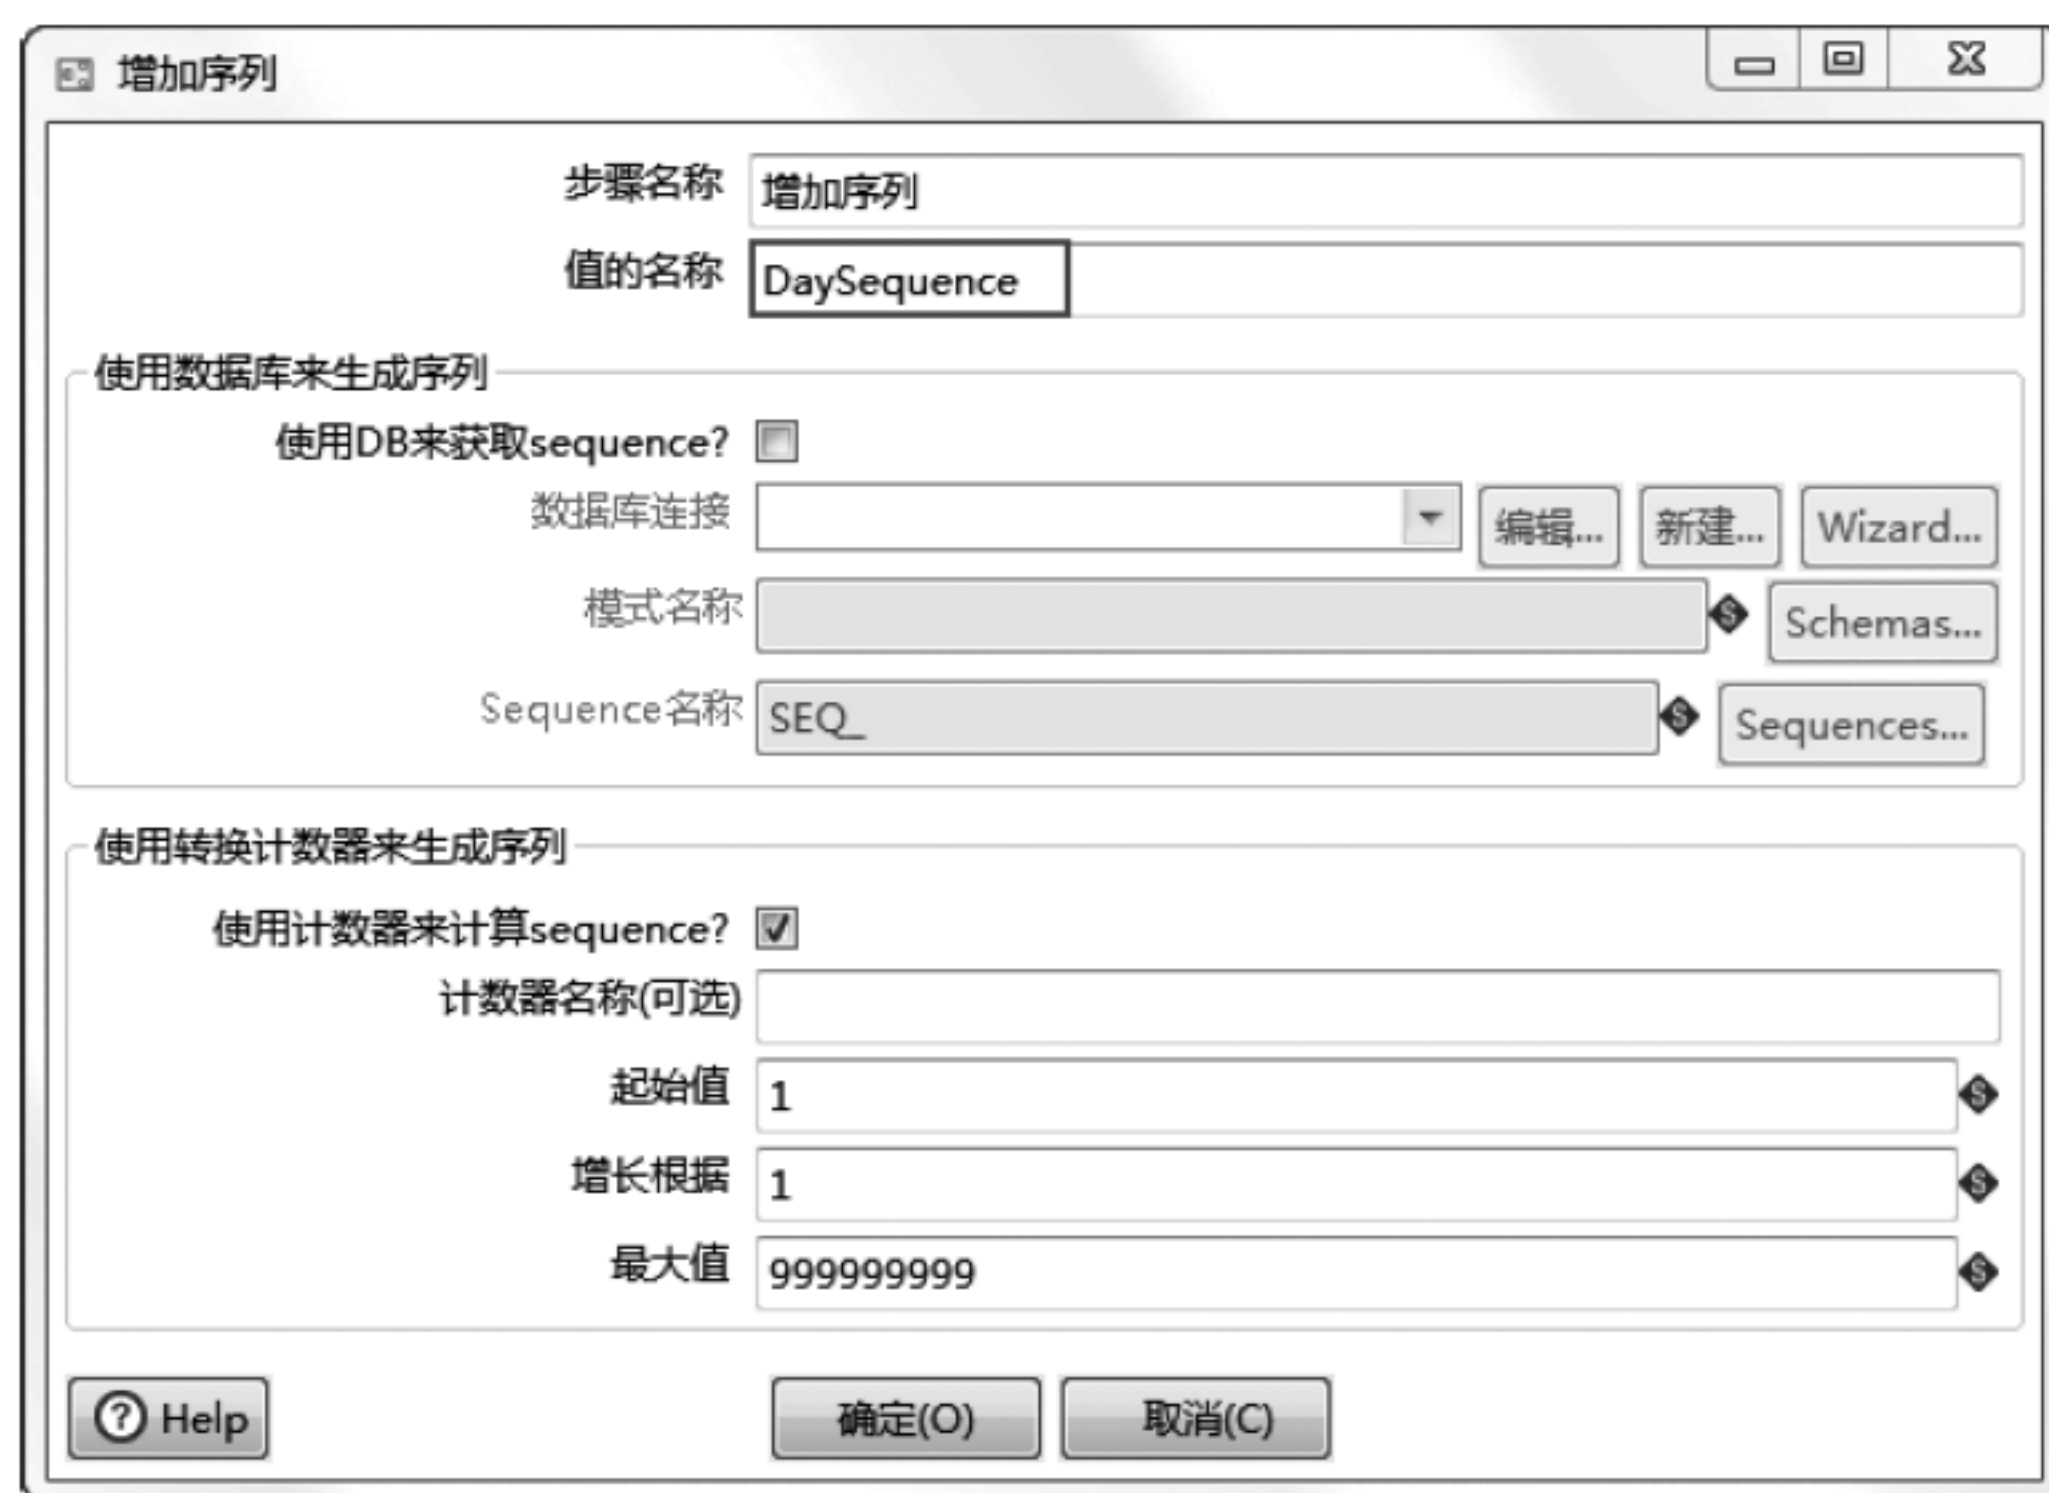 增加序列
步骤名称 增加序列
值的名称 DaySequence
使用数据库来生成序列
使用DB来获取sequence?
数据库连接 编辑... 新建... Wizard...
模式名称 Schemas...
Sequence名称 SEQ_ Sequences...
使用转换计数器来生成序列
使用计数器来计算sequence?
计数器名称(可选)
起始值 1
增长根据 1
最大值 999999999
Help 确定(O) 取消(C)